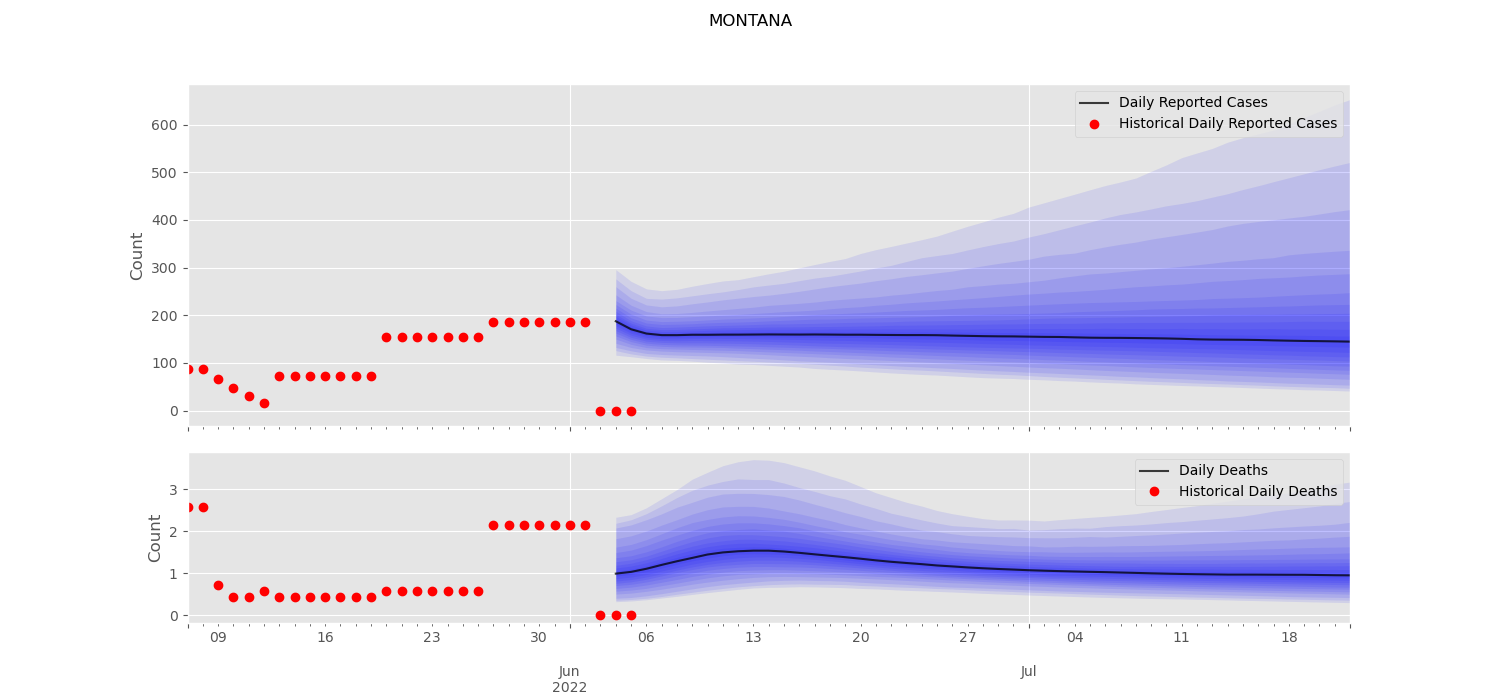 MONTANA
Daily Reported Cases
Historical Daily Reported Cases
600
500
400
300
200
100
0
Count
Daily Deaths
Historical Daily Deaths
3
2
1
0
Count
09 16 23 30 06 13 20 27 04 11 18
Jun Jul
2022